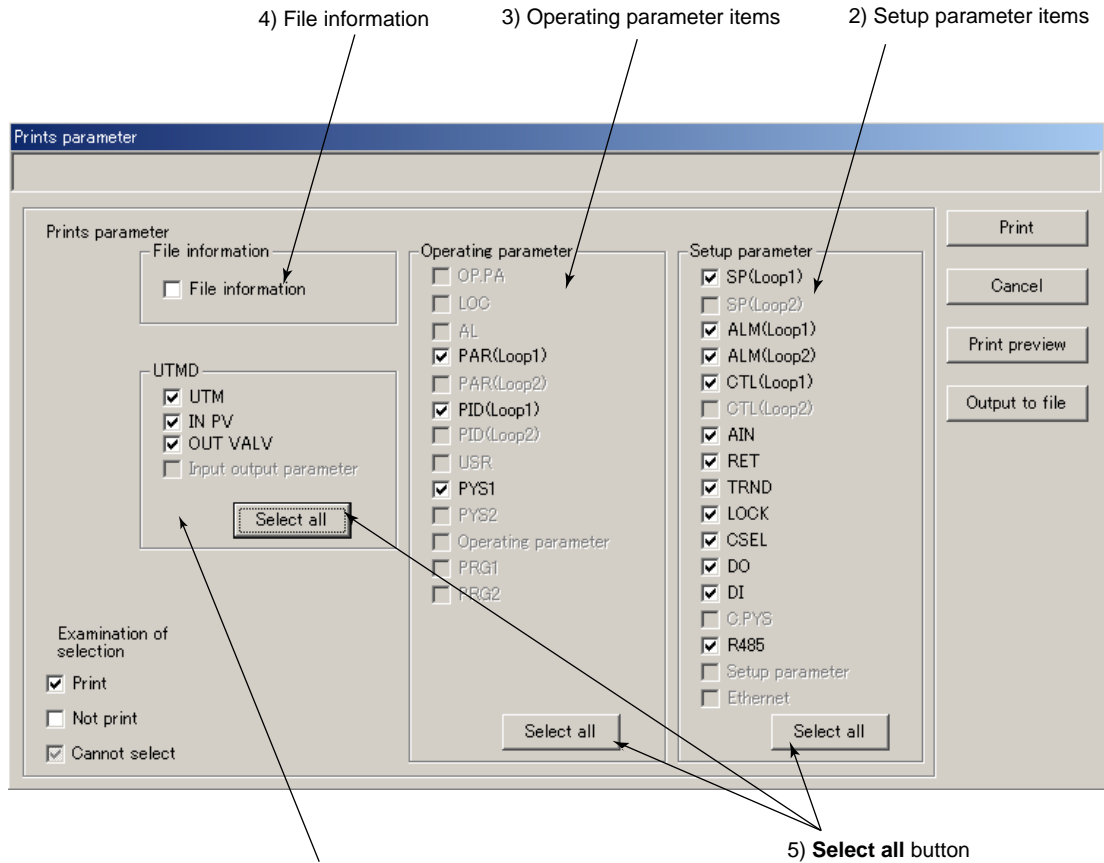 4) File information
3) Operating parameter items
2) Setup parameter items
Prints parameter
Prints parameter
File information
File information
UTMD
UTM
IN PV
OUT VALV
Input output parameter
Select all
Examination of
selection
Print
Not print
Cannot select
Operating parameter
OP.PA
LOC
AL
PAR(Loop1)
PAR(Loop2)
PID(Loop1)
PID(Loop2)
USR
PYS1
PYS2
Operating parameter
PRG1
PRG2
Select all
Setup parameter
SP(Loop1)
SP(Loop2)
ALM(Loop1)
ALM(Loop2)
CTL(Loop1)
CTL(Loop2)
AIN
RET
TRND
LOCK
CSEL
DO
DI
C.PYS
R485
Setup parameter
Ethernet
Select all
Print
Cancel
Print preview
Output to file
5) Select all button